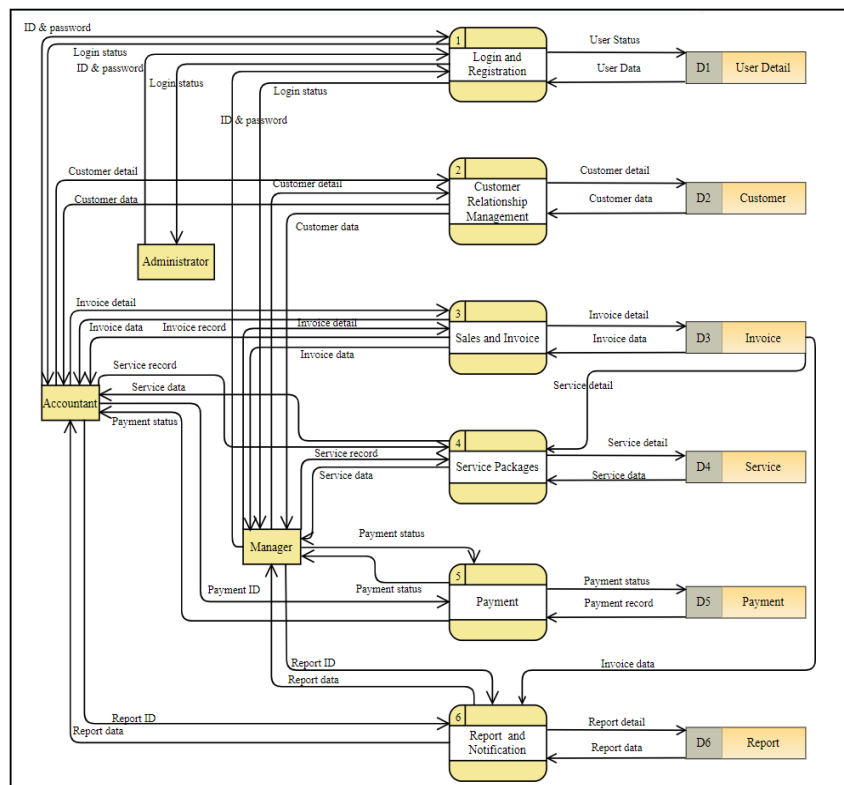 ID & password
Login status
ID & password
Login status
Login status
ID & password
1
Login and
Registration
User Status
User Data
D1
User Detail
Customer detail
Customer data
Customer detail
Customer data
2
Customer
Relationship
Management
Customer detail
Customer data
D2
Customer
Administrator
Invoice detail
Invoice data
Invoice record
Invoice detail
Invoice data
3
Sales and Invoice
Invoice detail
Invoice data
D3
Invoice
Service detail
Service record
Service data
Accountant
Payment status
Service record
Service data
4
Service Packages
Service detail
Service data
D4
Service
Manager
Payment status
Payment status
Payment ID
5
Payment
Payment status
Payment record
D5
Payment
Invoice data
Report ID
Report data
Report ID
Report data
6
Report and
Notification
Report detail
Report data
D6
Report